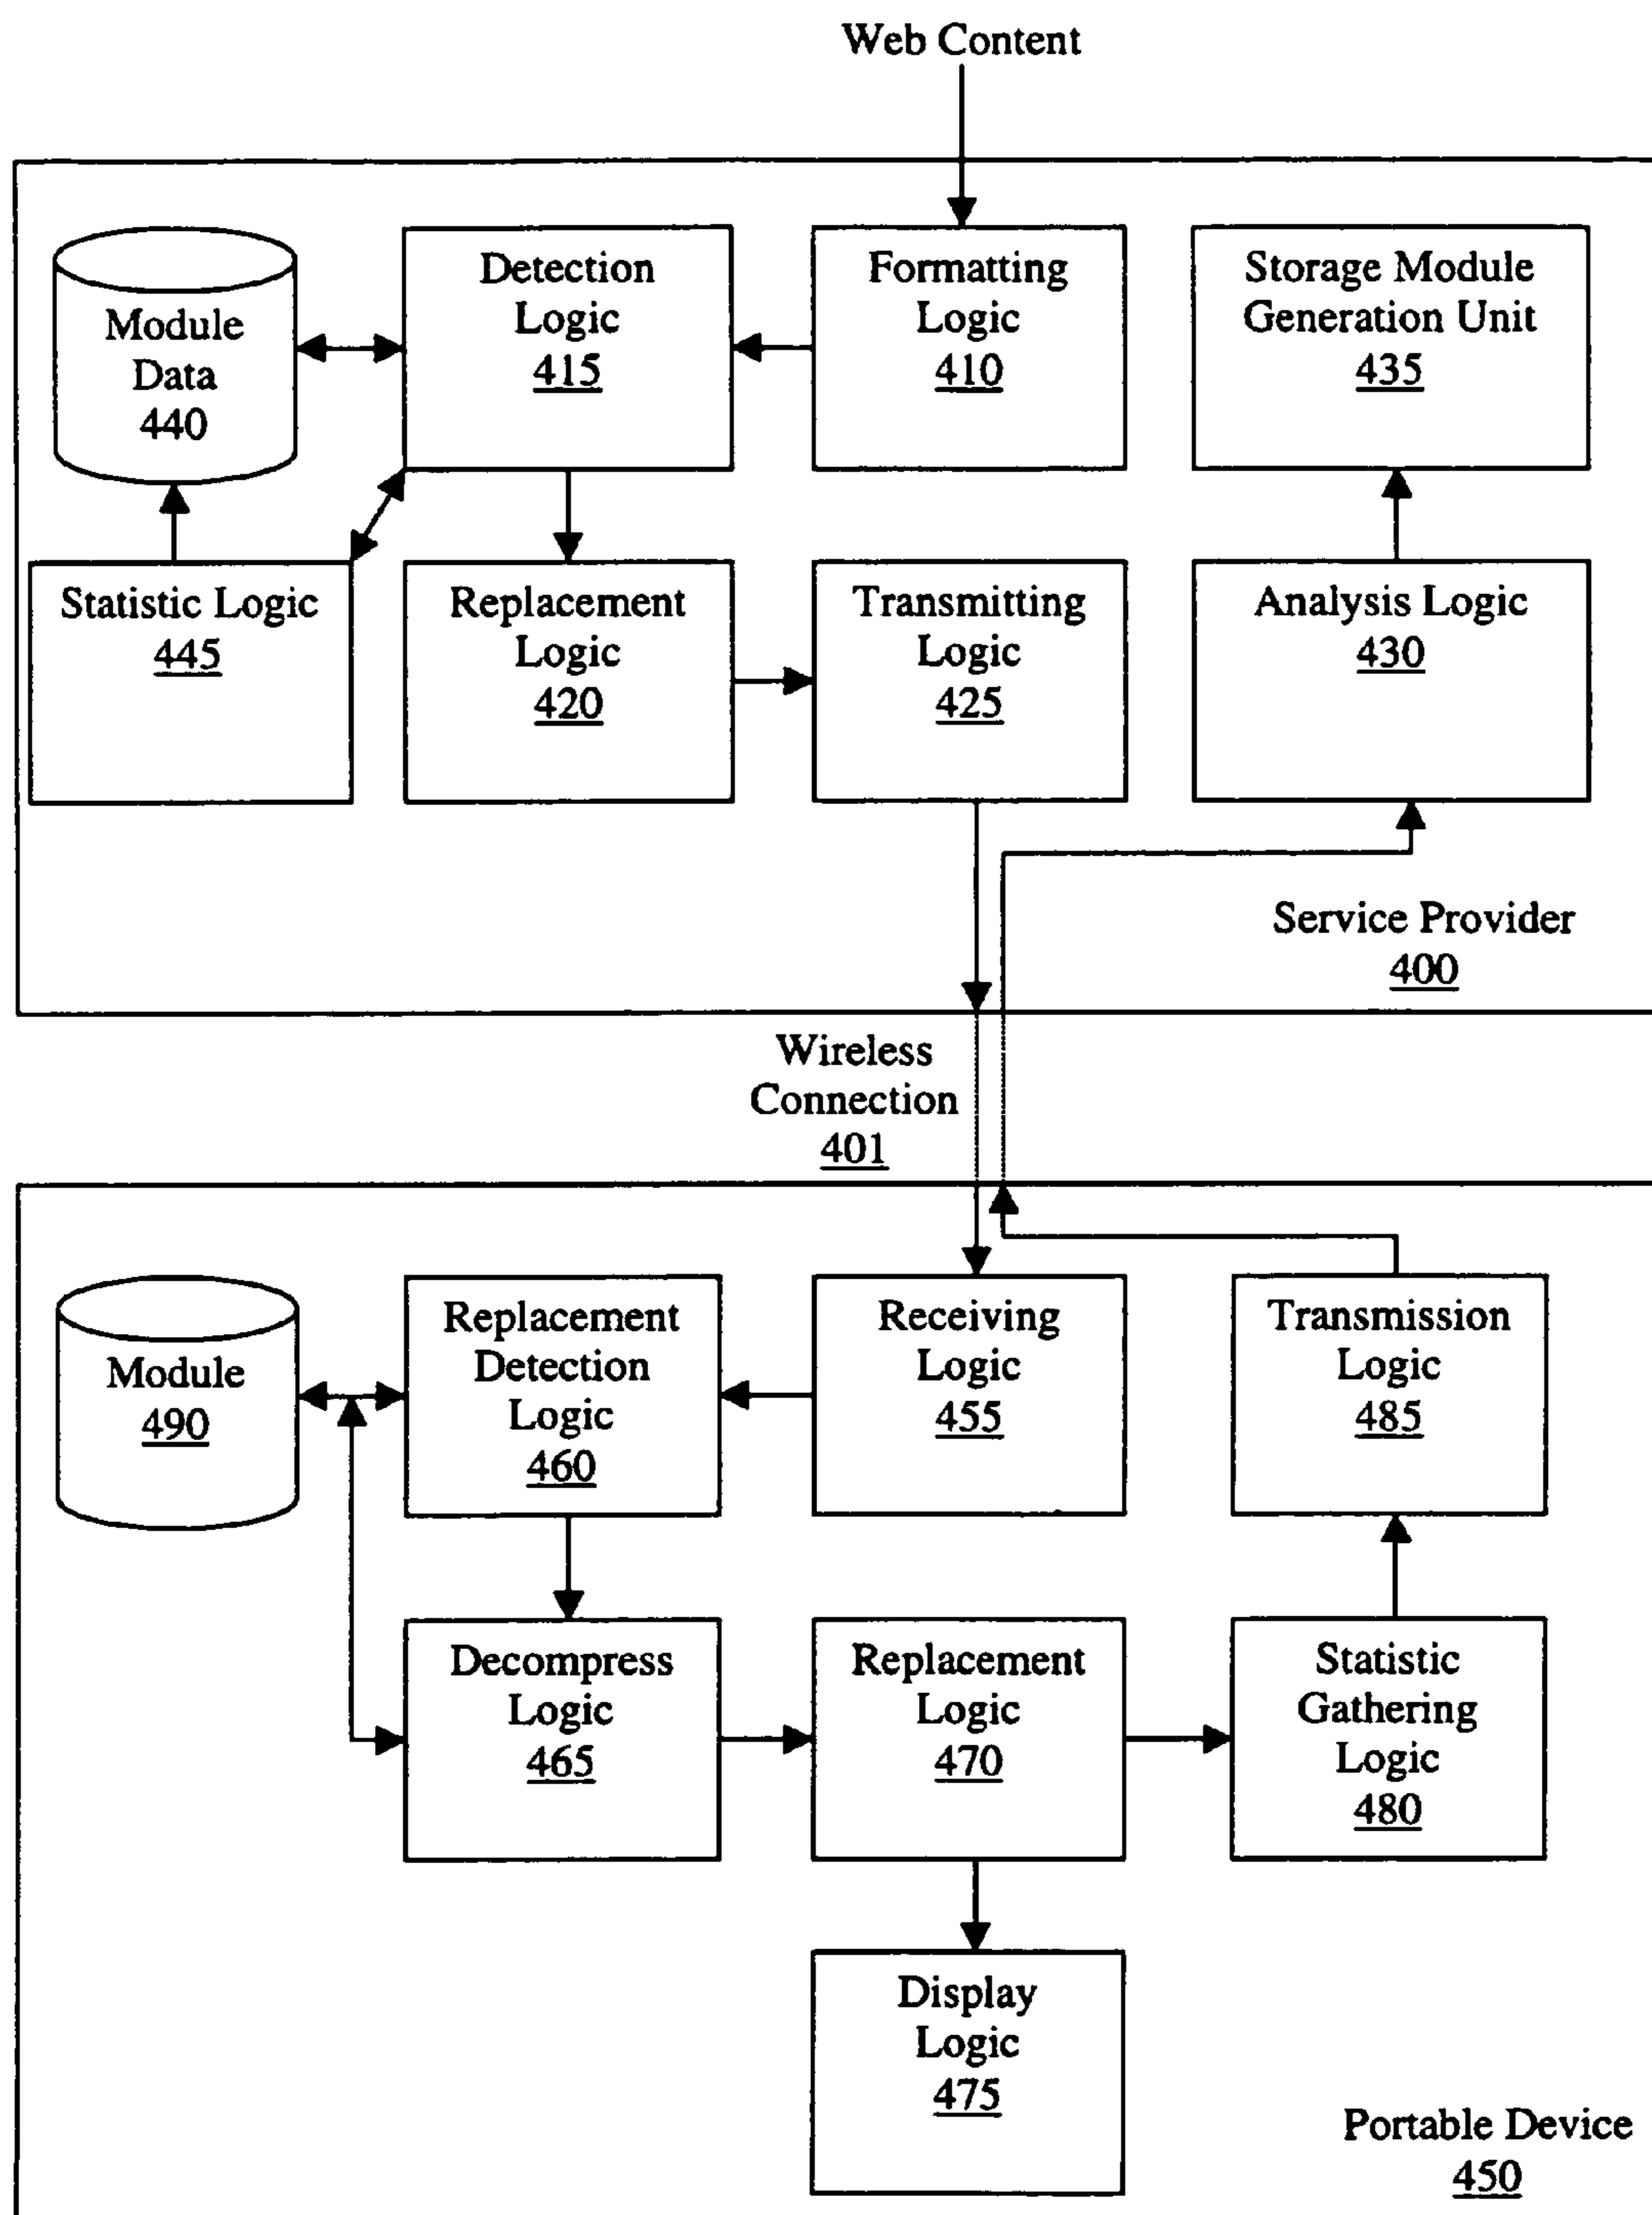 Web Content
Module
Data
440
Detection
Logic
415
Formatting
Logic
410
Storage Module
Generation Unit
435
Statistic Logic
445
Replacement
Logic
420
Transmitting
Logic
425
Analysis Logic
430
Service Provider
400
Wireless
Connection
401
Module
490
Replacement
Detection
Logic
460
Receiving
Logic
455
Transmission
Logic
485
Decompress
Logic
465
Replacement
Logic
470
Statistic
Gathering
Logic
480
Display
Logic
475
Portable Device
450